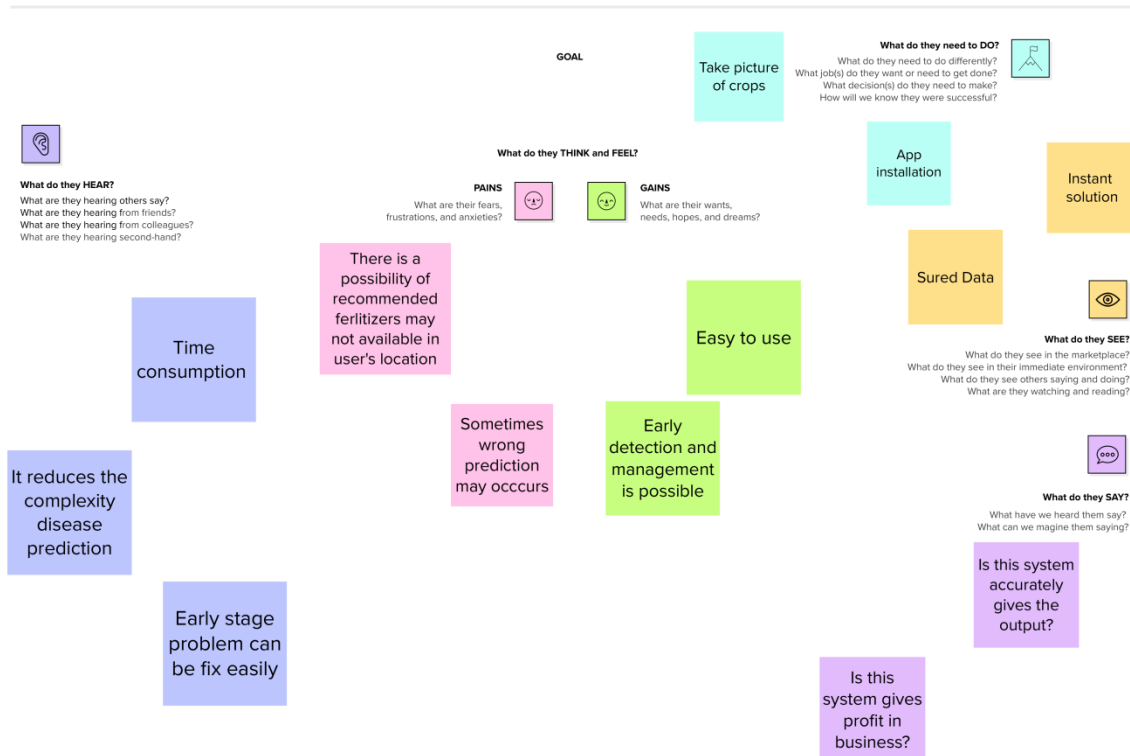 GOAL
Take picture
of crops
What do they need to DO?
What do they need to do differently?
What job(s) do they want or need to get done?
What decision(s) do they need to make?
How will we know they were successful?
App
installation
Instant
solution
What do they HEAR?
What are they hearing others say?
What are they hearing from friends?
What are they hearing from colleagues?
What are they hearing second-hand?
What do they THINK and FEEL?
PAINS
What are their fears,
frustrations, and anxieties?
GAINS
What are their wants,
needs, hopes, and dreams?
There is a
possibility of
recommended
ferlitizers may
not available in
user's location
Sured Data
Time
consumption
Easy to use
What do they SEE?
What do they see in the marketplace?
What do they see in their immediate environment?
What do they see others saying and doing?
What are they watching and reading?
Sometimes
wrong
prediction
may occcurs
Early
detection and
management
is possible
It reduces the
complexity
disease
prediction
What do they SAY?
What have we heard them say?
What can we magine them saying?
Is this
system
accurately
gives the
output?
Early stage
problem can
be fix easily
Is this
system gives
profit in
business?